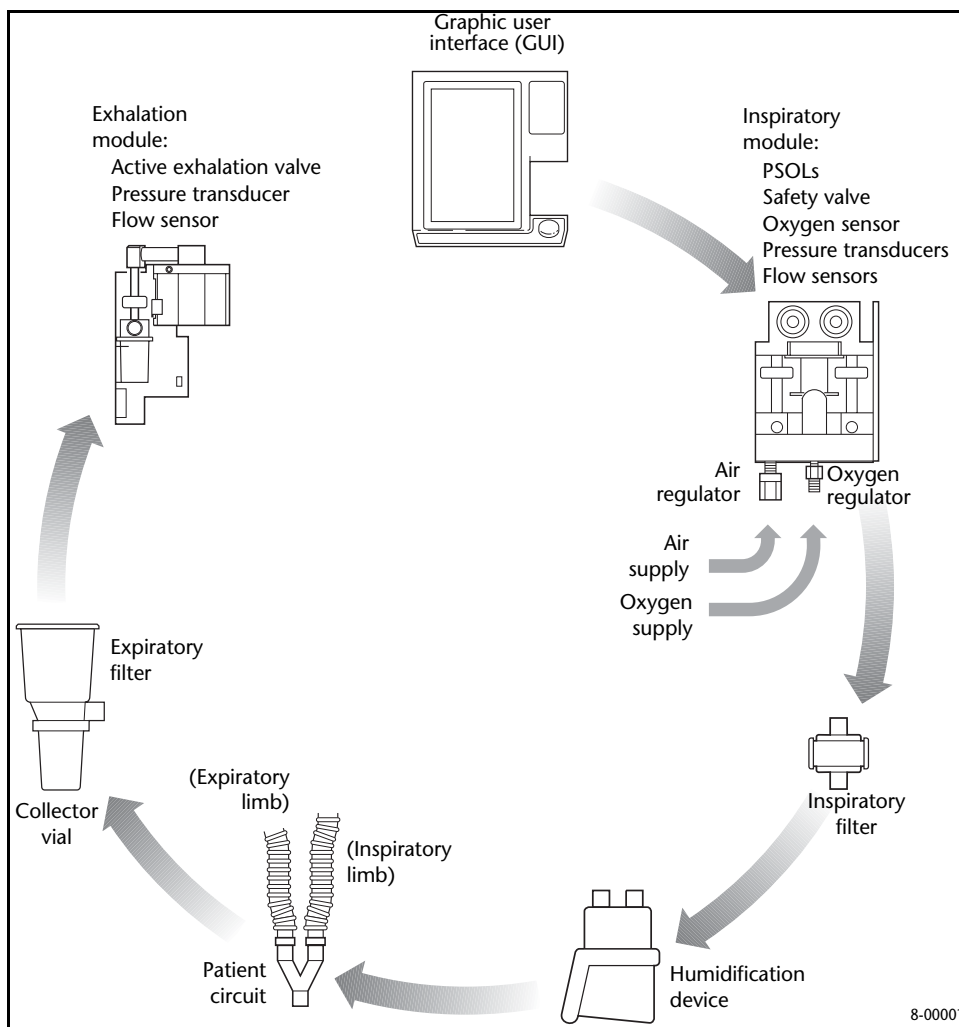 Graphic user
interface (GUI)
Exhalation
module:
Active exhalation valve
Pressure transducer
Flow sensor
Inspiratory
module:
PSOLs
Safety valve
Oxygen sensor
Pressure transducers
Flow sensors
Air
regulator
Oxygen
regulator
Air
supply
Oxygen
supply
Expiratory
filter
Collector
vial
(Expiratory
limb)
(Inspiratory
limb)
Patient
circuit
Inspiratory
filter
Humidification
device